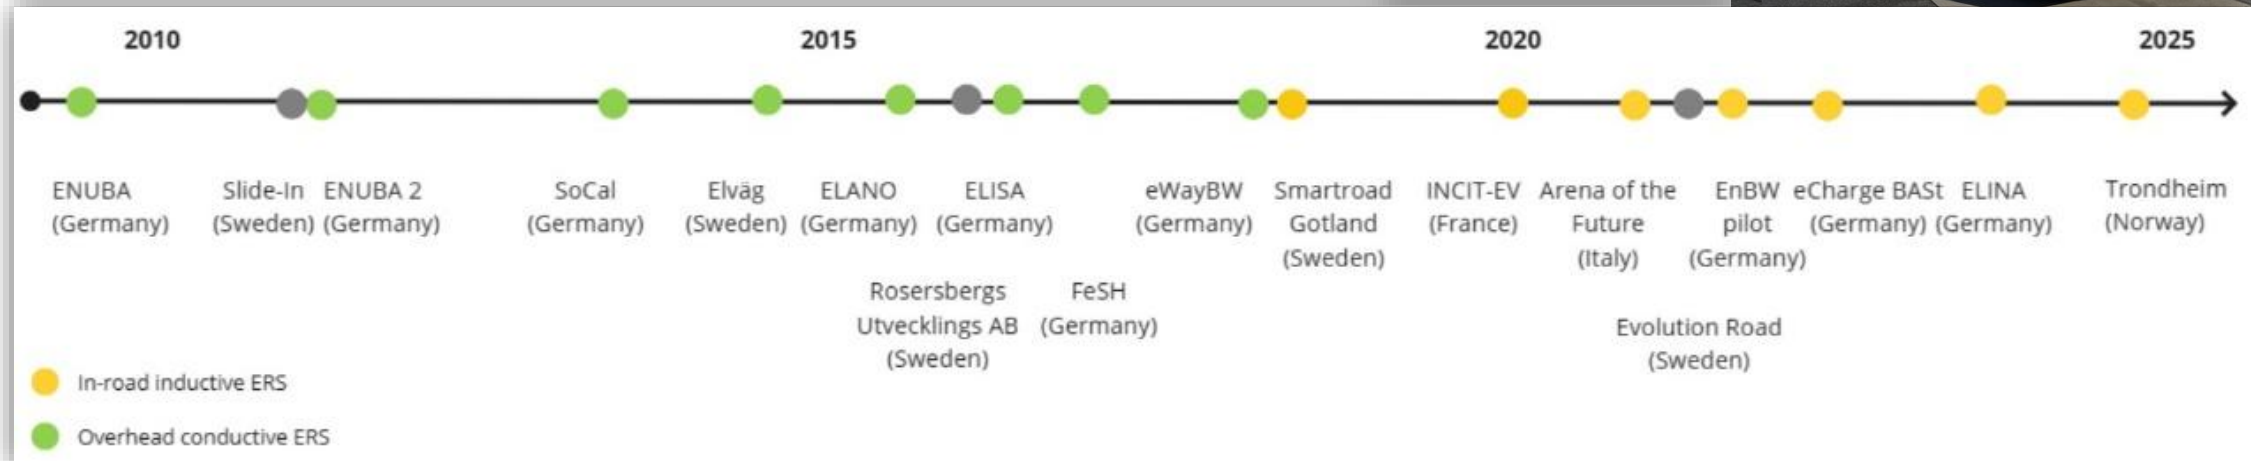 2010 2015 2020 2025
ENUBA
(Germany)
Slide-In
(Sweden)
ENUBA 2
(Germany)
SoCal
(Germany)
Elväg
(Sweden)
ELANO
(Germany)
ELISA
(Germany)
eWayBW
(Germany)
Smartroad
Gotland
(Sweden)
INCIT-EV
(France)
Arena of the
Future
(Italy)
EnBW
pilot
(Germany)
eCharge BASt
(Germany)
ELINA
(Germany)
Trondheim
(Norway)
Rosersbergs
Utvecklings AB
(Sweden)
FeSH
(Germany)
Evolution Road
(Sweden)
In-road inductive ERS
Overhead conductive ERS